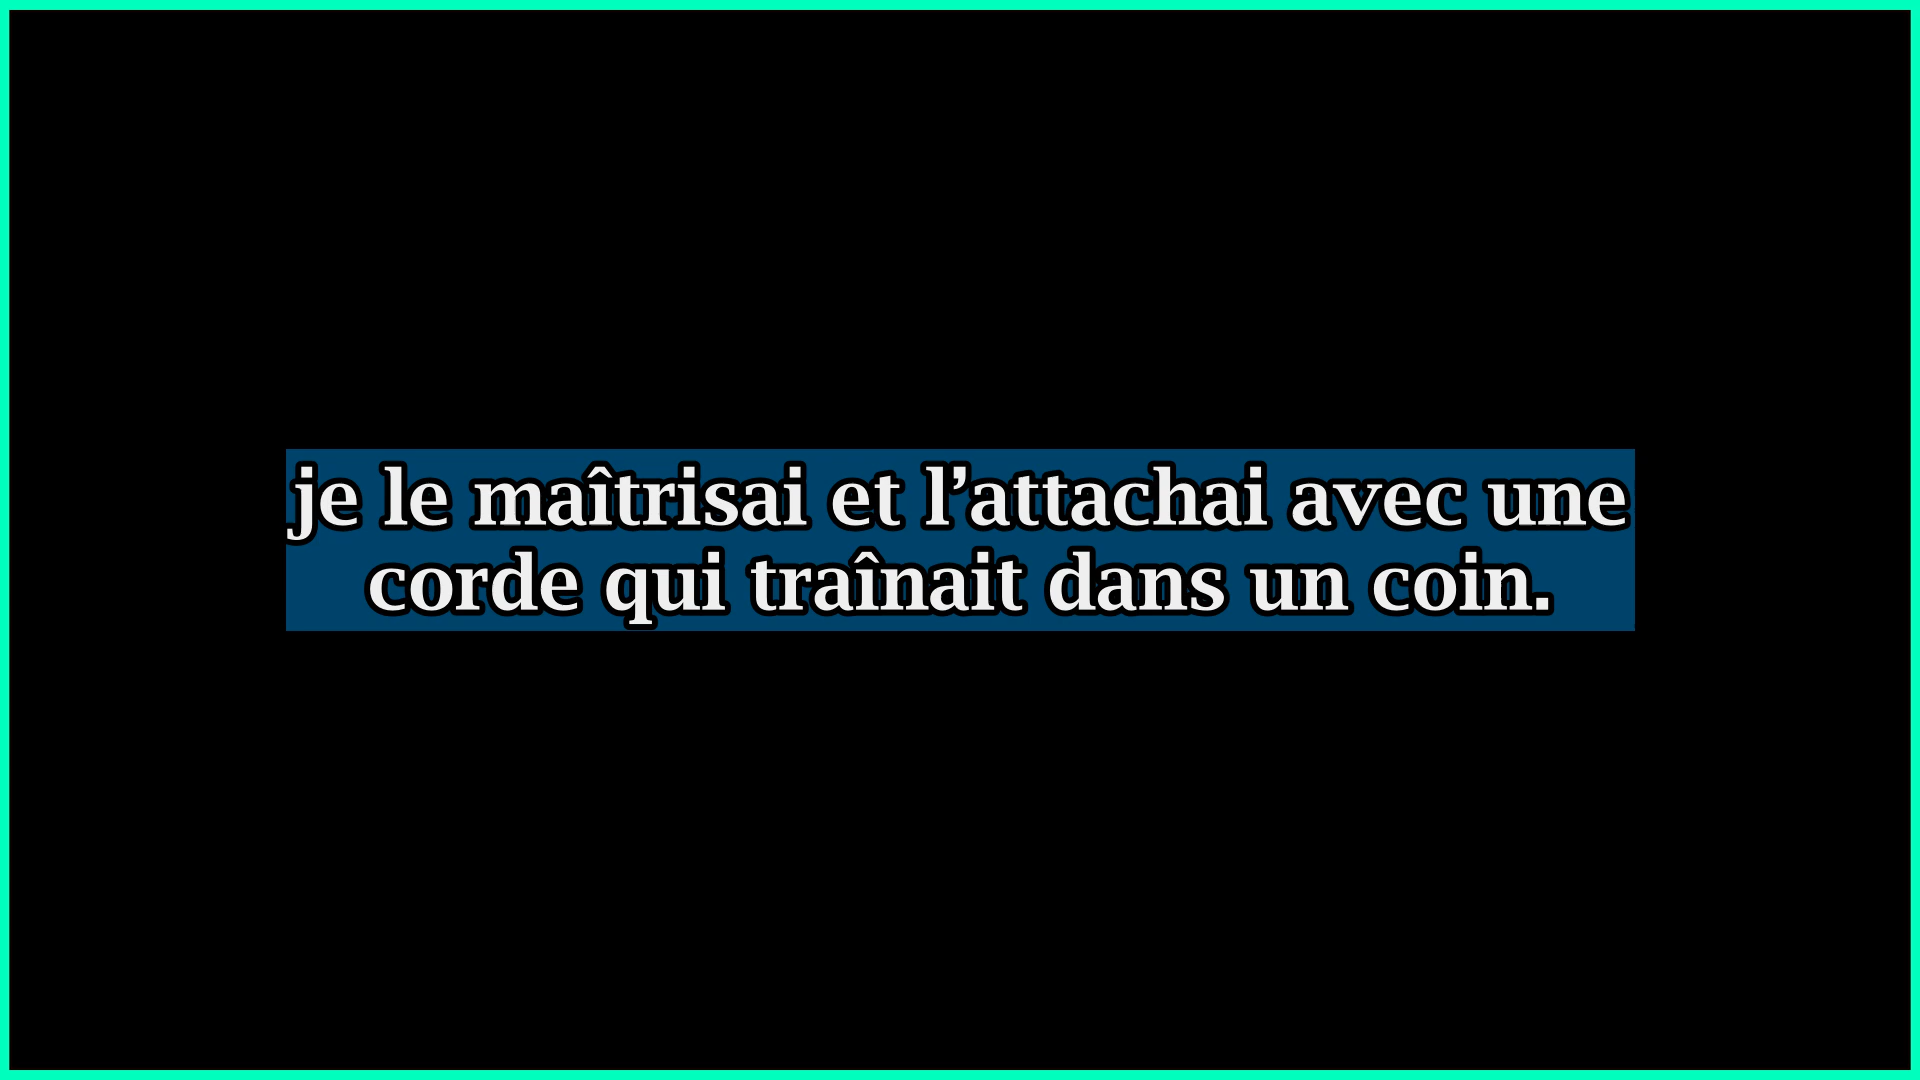 je le maîtrisai et l’attachai avec une
corde qui traînait dans un coin.